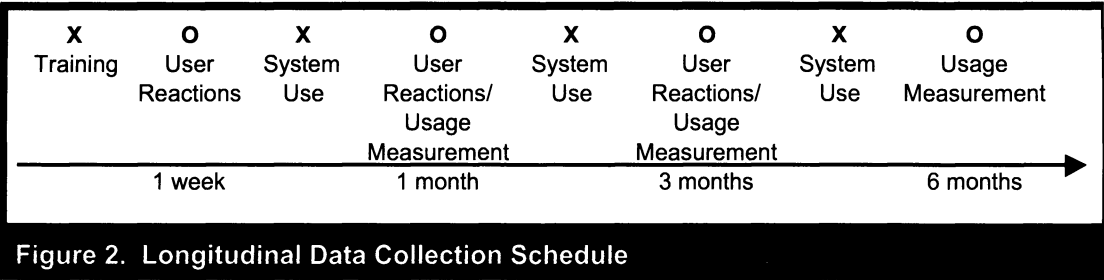 X O X O X O X O
Training User System User System User System Usage
Reactions Use Reactions/ Use Reactions/ Use Measurement
Usage Usage
Measurement Measurement
1 week 1 month 3 months 6 months
Figure 2. Longitudinal Data Collection Schedule